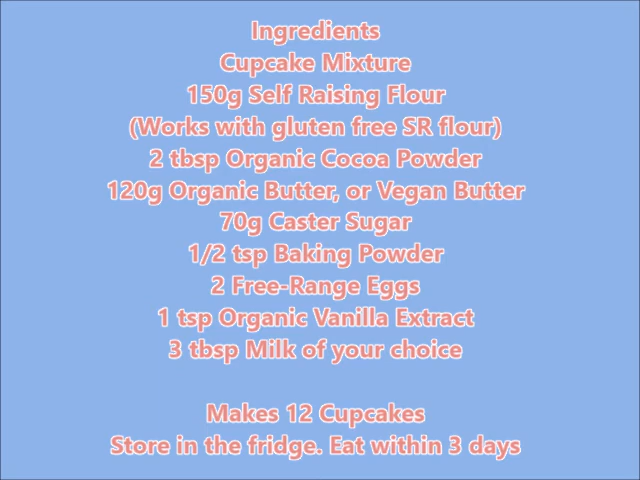 Ingredients
Cupcake Mixture
150g Self Raising Flour
(Works with gluten free SR flour)
2 tbsp Organic Cocoa Powder
120g Organic Butter, or Vegan Butter
70g Caster Sugar
1/2 tsp Baking Powder
2 Free-Range Eggs
1 tsp Organic Vanilla Extract
3 tbsp Milk of your choice
Makes 12 Cupcakes
Store in the fridge. Eat within 3 days